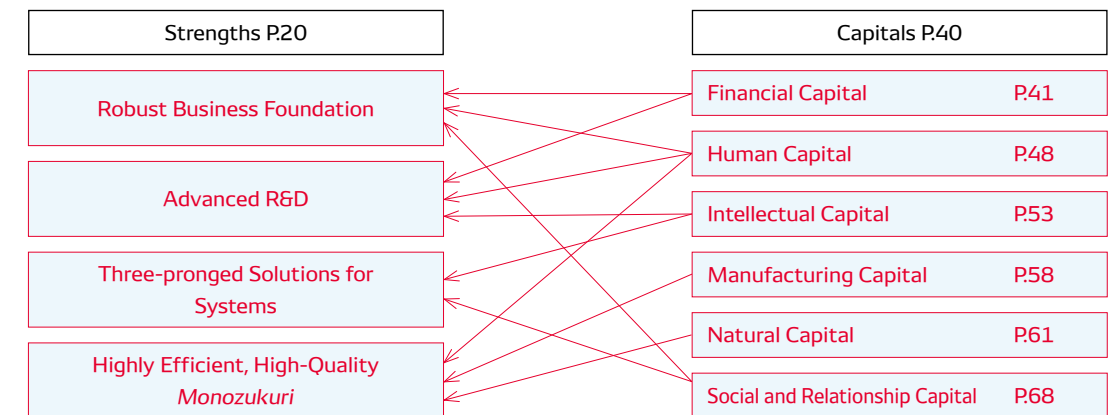 Strengths P.20
Robust Business Foundation
Advanced R&D
Three-pronged Solutions for
Systems
Highly Efficient, High-Quality
Monozukuri
Capitals P.40
Financial Capital P.41
Human Capital P.48
Intellectual Capital P.53
Manufacturing Capital P.58
Natural Capital P.61
Social and Relationship Capital P.68